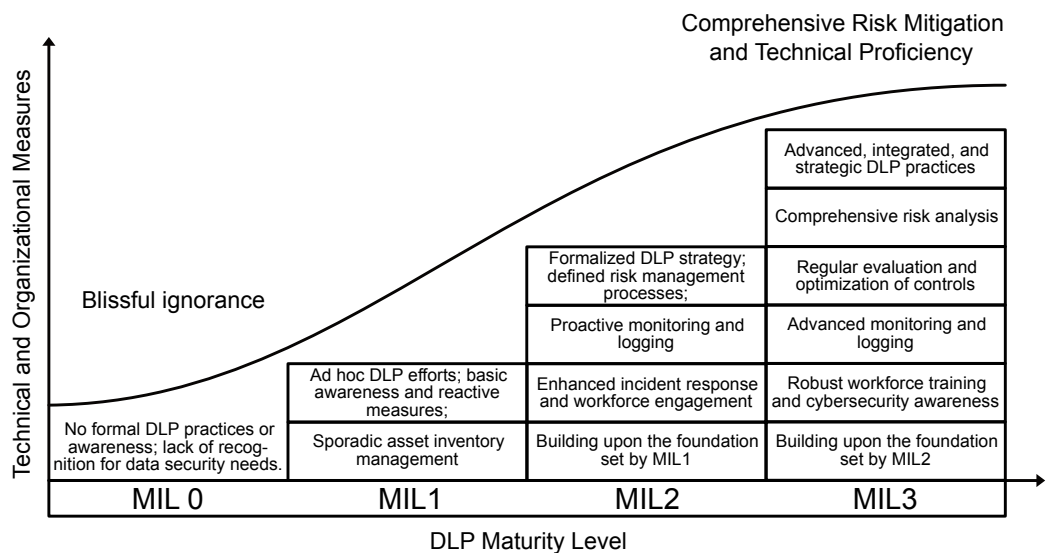 Comprehensive Risk Mitigation
and Technical Proficiency
Technical and Organizational Measures
Blissful ignorance
No formal DLP practices or
awareness; lack of recog-
nition for data security needs.
Ad hoc DLP efforts; basic
awareness and reactive
measures;
Sporadic asset inventory
management
Formalized DLP strategy;
defined risk management
processes;
Proactive monitoring and
logging
Enhanced incident response
and workforce engagement
Building upon the foundation
set by MIL1
Advanced, integrated, and
strategic DLP practices
Comprehensive risk analysis
Regular evaluation and
optimization of controls
Advanced monitoring and
logging
Robust workforce training
and cybersecurity awareness
Building upon the foundation
set by MIL2
MIL 0
MIL1
MIL2
MIL3
DLP Maturity Level